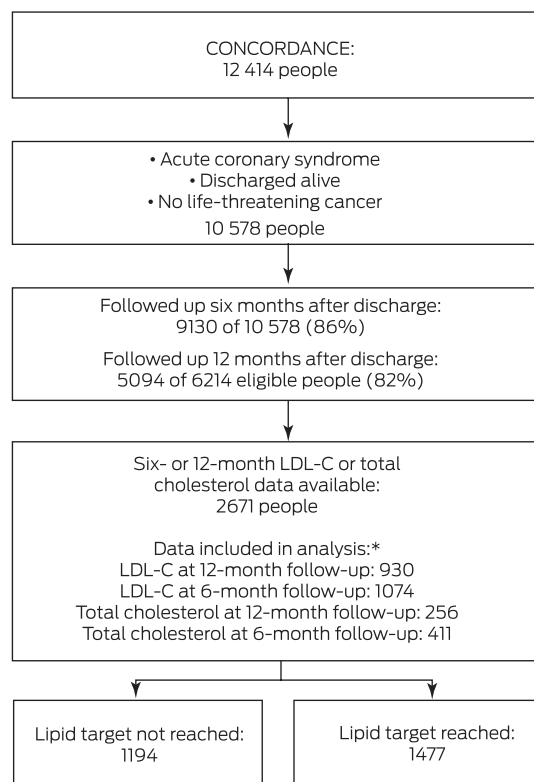 CONCORDANCE:
12 414 people
• Acute coronary syndrome
• Discharged alive
• No life-threatening cancer
10 578 people
Followed up six months after discharge:
9130 of 10 578 (86%)
Followed up 12 months after discharge:
5094 of 6214 eligible people (82%)
Six- or 12-month LDL-C or total
cholesterol data available:
2671 people
Data included in analysis:*
LDL-C at 12-month follow-up: 930
LDL-C at 6-month follow-up: 1074
Total cholesterol at 12-month follow-up: 256
Total cholesterol at 6-month follow-up: 411
Lipid target not reached:
1194
Lipid target reached:
1477